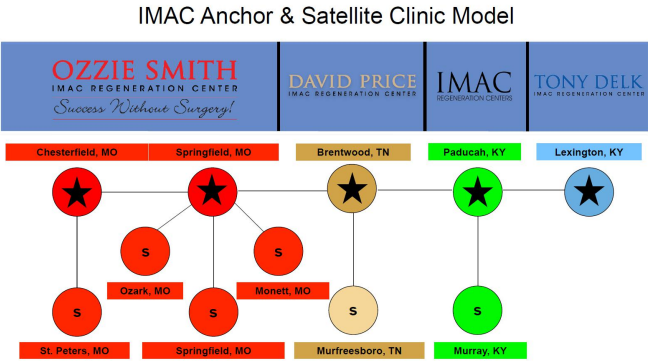 IMAC Anchor & Satellite Clinic Model
OZZIE SMITH
IMAC REGENERATION CENTER
Success Without Surgery!
DAVID PRICE
IMAC REGENERATION CENTER
IMAC
REGENERATION CENTERS
TONY DELK
IMAC REGENERATION CENTER
Chesterfield, MO
Springfield, MO
Brentwood, TN
Paducah, KY
Lexington, KY
s
s
Ozark, MO
Monett, MO
s
s
s
s
St. Peters, MO
Springfield, MO
Murfreesboro, TN
Murray, KY